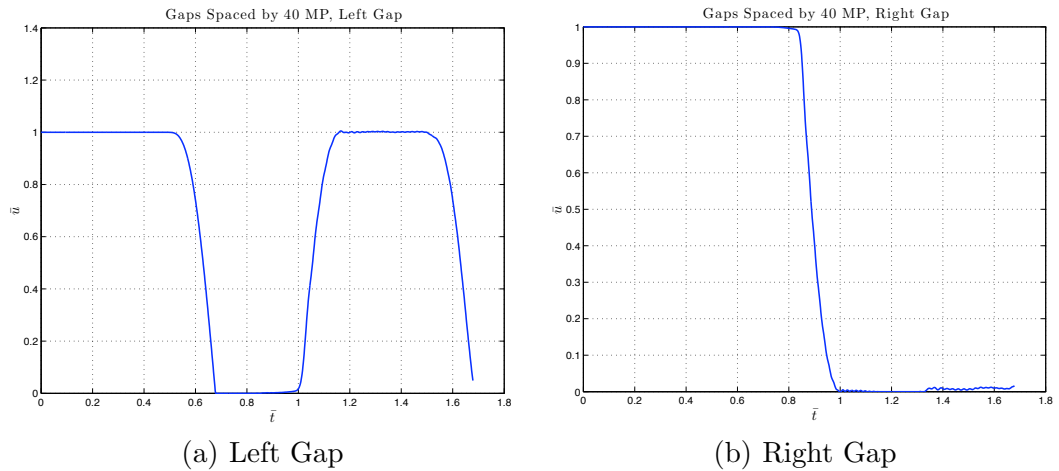 Gaps Spaced by 40 MP, Left Gap
1.4
1.2
1
0.8
0.6
0.4
0.2
0
ū
0 0.2 0.4 0.6 0.8 1 1.2 1.4 1.6 1.8
t̄
(a) Left Gap
Gaps Spaced by 40 MP, Right Gap
1
0.9
0.8
0.7
0.6
0.5
0.4
0.3
0.2
0.1
0
ū
0 0.2 0.4 0.6 0.8 1 1.2 1.4 1.6 1.8
t̄
(b) Right Gap